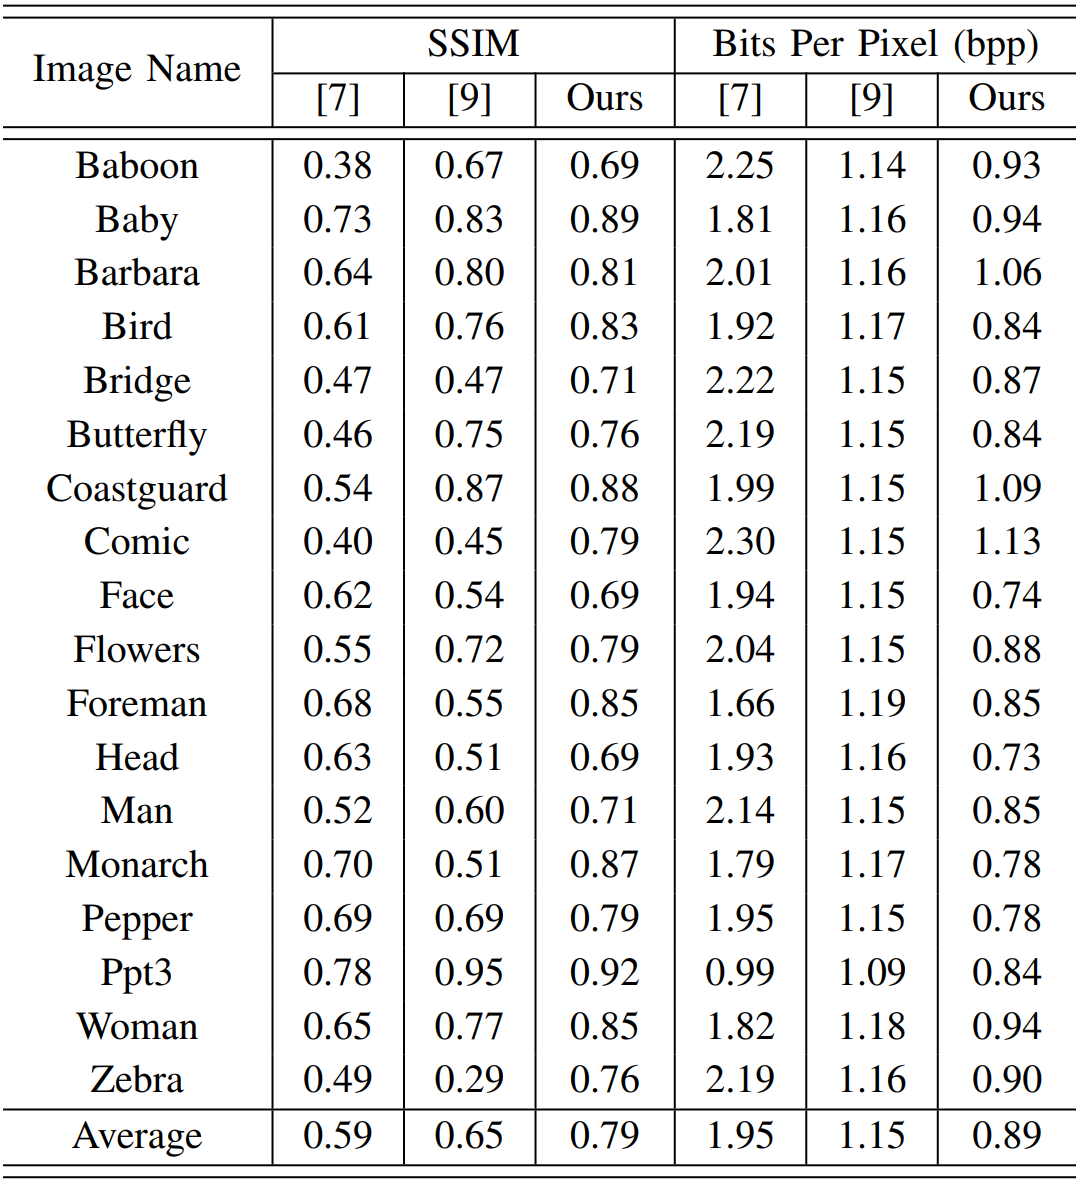 Image Name SSIM Bits Per Pixel (bpp)
[7] [9] Ours [7] [9] Ours
Baboon 0.38 0.67 0.69 2.25 1.14 0.93
Baby 0.73 0.83 0.89 1.81 1.16 0.94
Barbara 0.64 0.80 0.81 2.01 1.16 1.06
Bird 0.61 0.76 0.83 1.92 1.17 0.84
Bridge 0.47 0.47 0.71 2.22 1.15 0.87
Butterfly 0.46 0.75 0.76 2.19 1.15 0.84
Coastguard 0.54 0.87 0.88 1.99 1.15 1.09
Comic 0.40 0.45 0.79 2.30 1.15 1.13
Face 0.62 0.54 0.69 1.94 1.15 0.74
Flowers 0.55 0.72 0.79 2.04 1.15 0.88
Foreman 0.68 0.55 0.85 1.66 1.19 0.85
Head 0.63 0.51 0.69 1.93 1.16 0.73
Man 0.52 0.60 0.71 2.14 1.15 0.85
Monarch 0.70 0.51 0.87 1.79 1.17 0.78
Pepper 0.69 0.69 0.79 1.95 1.15 0.78
Ppt3 0.78 0.95 0.92 0.99 1.09 0.84
Woman 0.65 0.77 0.85 1.82 1.18 0.94
Zebra 0.49 0.29 0.76 2.19 1.16 0.90
Average 0.59 0.65 0.79 1.95 1.15 0.89